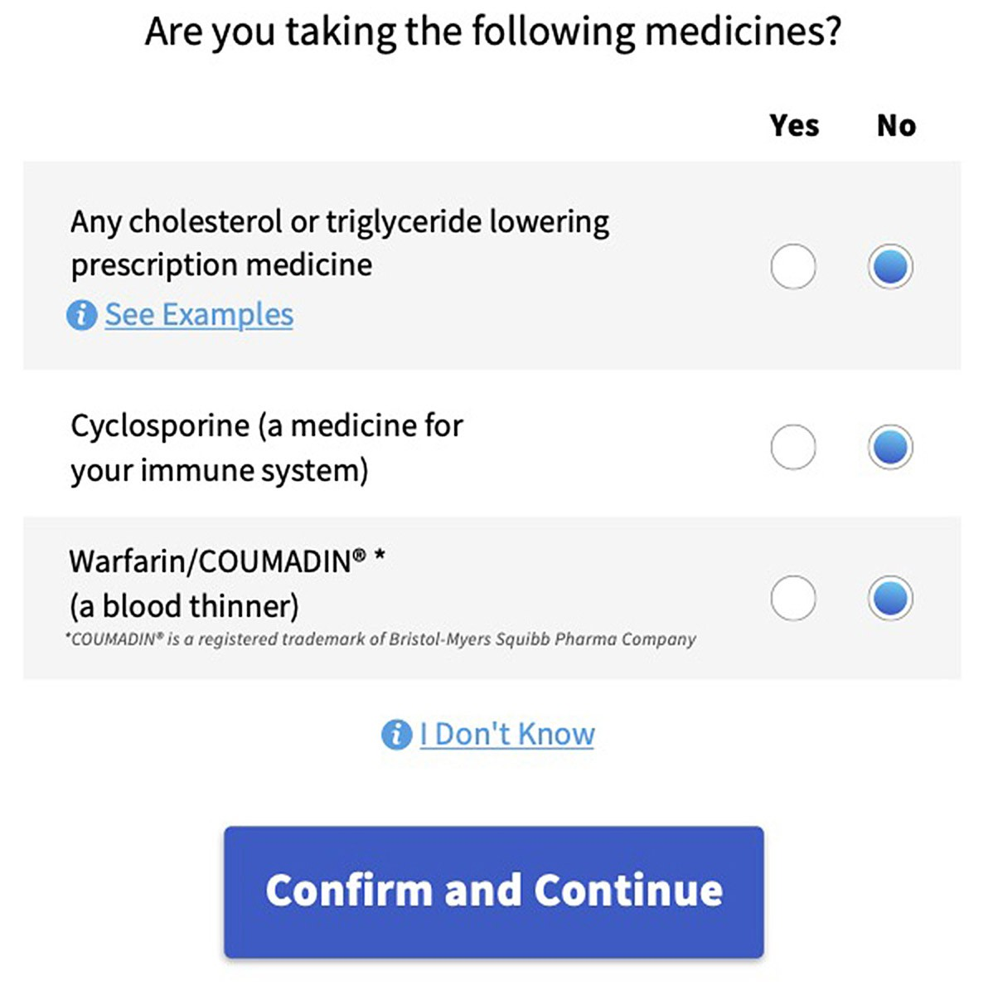 Are you taking the following medicines?
Yes No
Any cholesterol or triglyceride lowering
prescription medicine
i See Examples
Cyclosporine (a medicine for
your immune system)
Warfarin/COUMADIN® *
(a blood thinner)
*COUMADIN® is a registered trademark of Bristol-Myers Squibb Pharma Company
i I Don't Know
Confirm and Continue